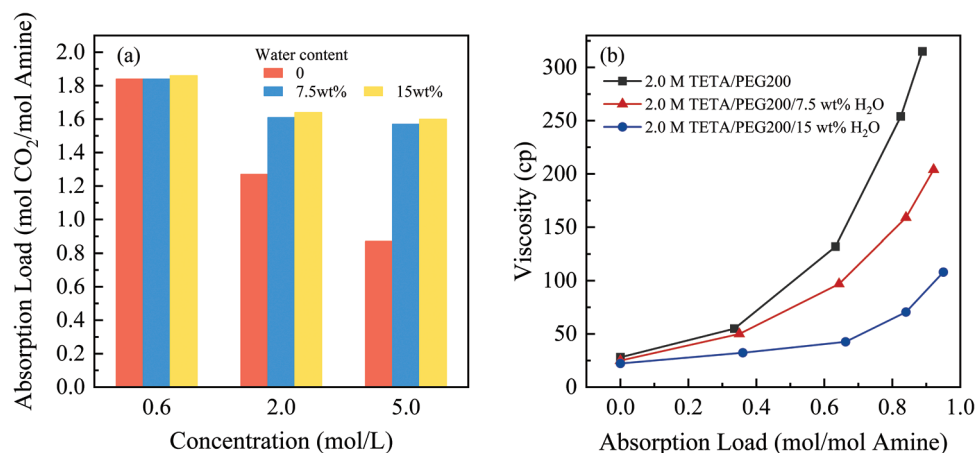 (a)
Water content
0
7.5wt%
15wt%
2.0
1.8
1.6
1.4
1.2
1.0
0.8
0.6
0.4
0.2
0.0
0.6
2.0
5.0
Absorption Load (mol CO₂/mol Amine)
Concentration (mol/L)
(b)
2.0 M TETA/PEG200
2.0 M TETA/PEG200/7.5 wt% H₂O
2.0 M TETA/PEG200/15 wt% H₂O
300
250
200
150
100
50
0
0.0
0.2
0.4
0.6
0.8
1.0
Viscosity (cp)
Absorption Load (mol/mol Amine)